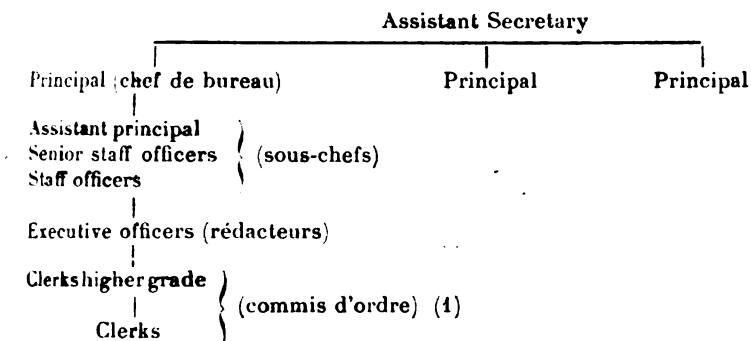 Assistant Secretary
Principal (chef de bureau) Principal Principal
Assistant principal
Senior staff officers (sous-chefs)
Staff officers
Executive officers (rédacteurs)
Clerks higher grade
(commis d'ordre) (1)
Clerks